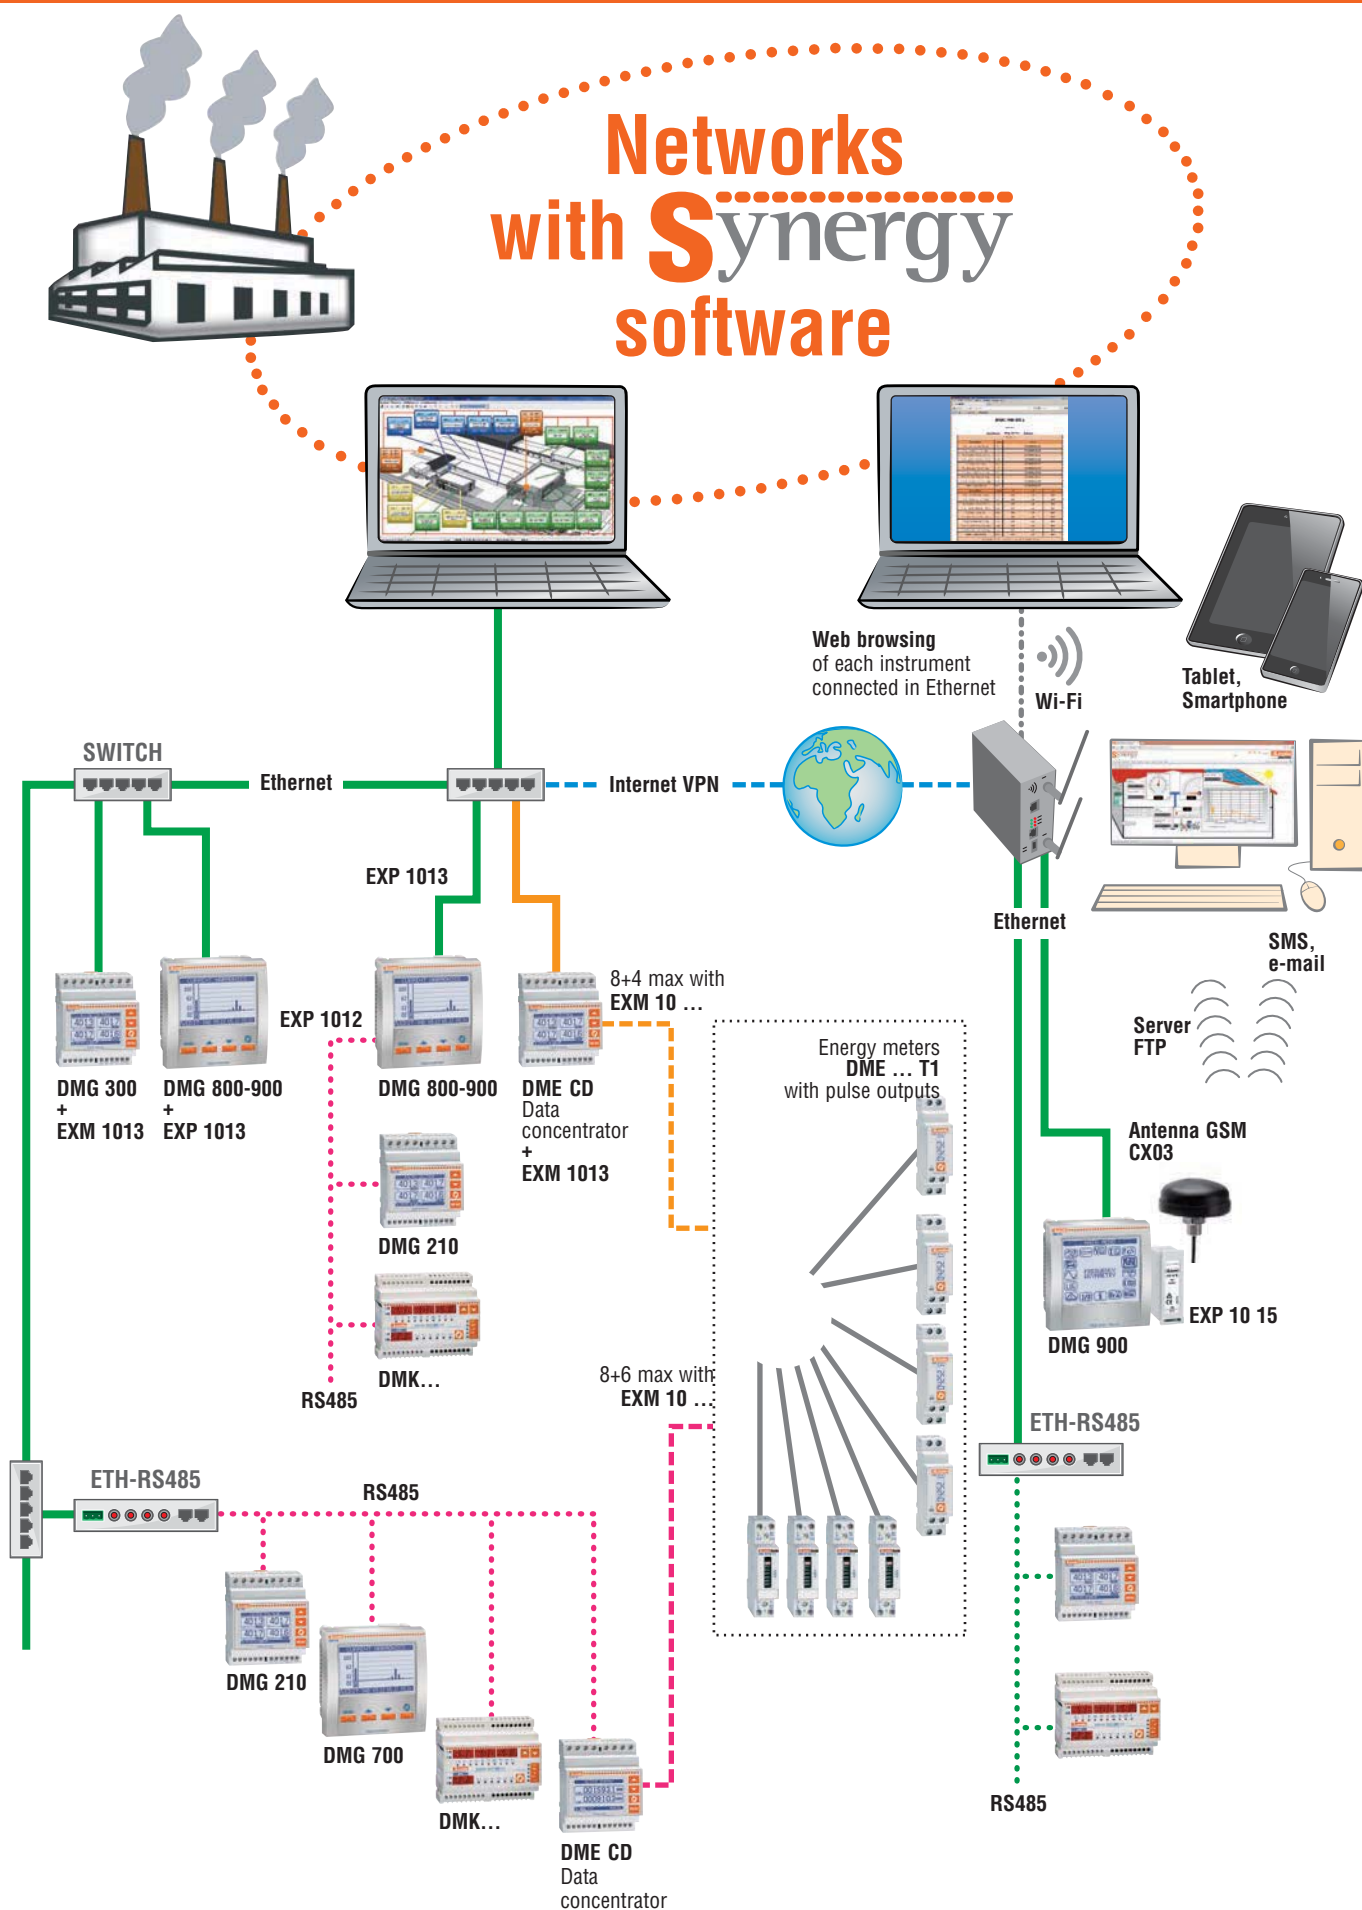 Networks
with Synergy
software
Web browsing
of each instrument
connected in Ethernet
Wi-Fi
Tablet,
Smartphone
SWITCH
Ethernet
Internet VPN
EXP 1013
Ethernet
SMS,
e-mail
Server
FTP
8+4 max with
EXM 10 ...
EXP 1012
DMG 300
+
EXM 1013
DMG 800-900
+
EXP 1013
DMG 800-900
DME CD
Data
concentrator
+
EXM 1013
Energy meters
DME ... T1
with pulse outputs
Antenna GSM
CX03
DMG 210
EXP 10 15
DMG 900
DMK...
RS485
8+6 max with
EXM 10 ...
ETH-RS485
ETH-RS485
RS485
DMG 210
DMG 700
DMK...
DME CD
Data
concentrator
RS485